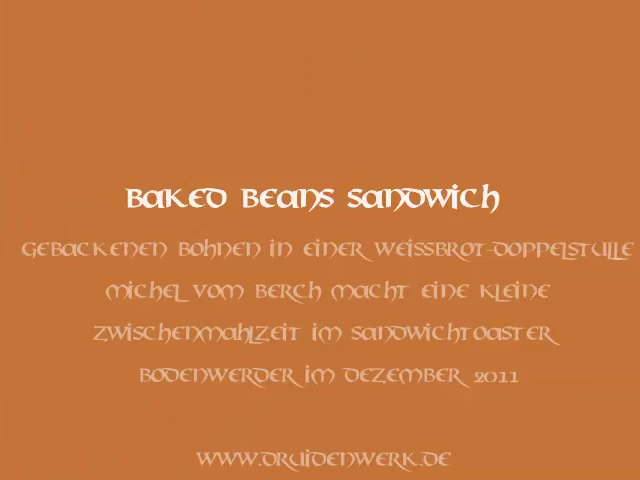 BAKED BEANS SANDWICH
GEBACKENEN BOHNEN IN EINER WEISSBROT-DOPPELSTULLE
MICHEL VOM BERCH MACHT EINE KLEINE
ZWISCHENMAHLZEIT IM SANDWICHTOASTER
BODENWERDER IM DEZEMBER 2011
WWW.DRUIDENWERK.DE